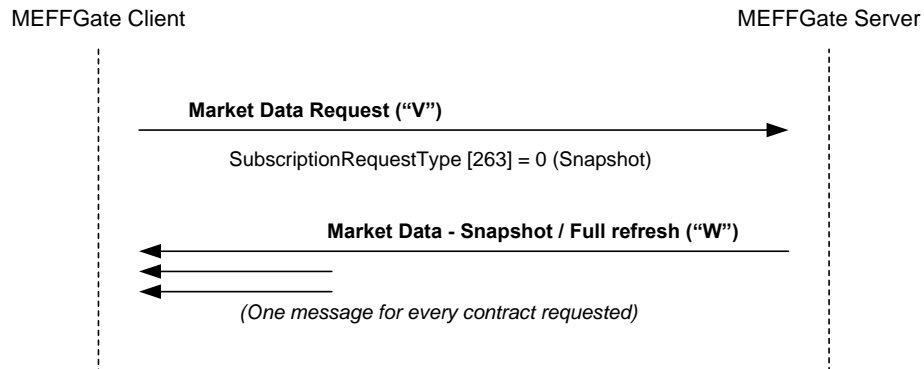 MEFFGate Client
MEFFGate Server
Market Data Request (“V”)
SubscriptionRequestType [263] = 0 (Snapshot)
Market Data - Snapshot / Full refresh (“W”)
(One message for every contract requested)